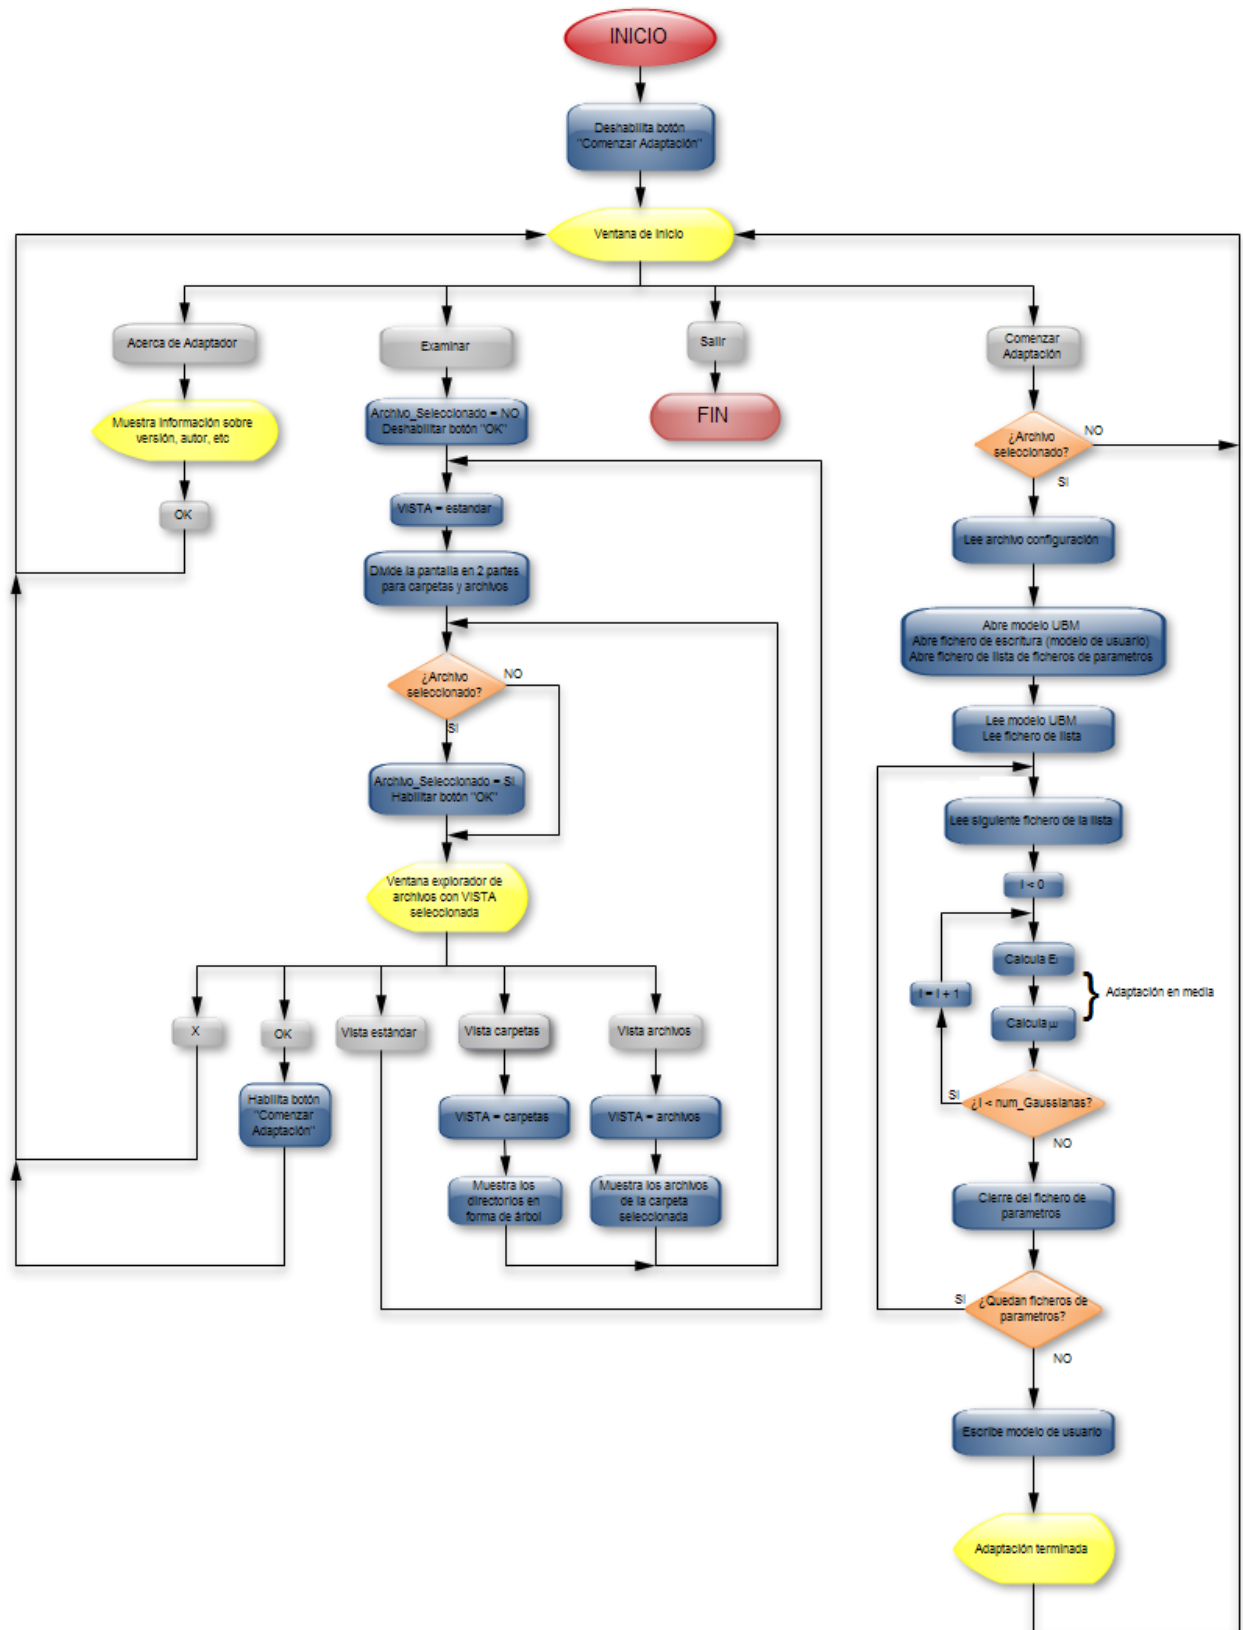 INICIO
Deshabilita botón
"Comenzar Adaptación"
Ventana de Inicio
Acerca de Adaptador
Examinar
Salir
Comenzar
Adaptación
Muestra información sobre
versión, autor, etc
OK
Archivo_Seleccionado = NO
Deshabilitar botón "OK"
FIN
¿Archivo
seleccionado?
NO
SI
VISTA = estandar
Divide la pantalla en 2 partes
para carpetas y archivos
¿Archivo
seleccionado?
NO
SI
Archivo_Seleccionado = SI
Habilitar botón "OK"
Ventana explorador de
archivos con VISTA
seleccionada
X
OK
Vista estándar
Vista carpetas
Vista archivos
Habilita botón
"Comenzar
Adaptación"
VISTA = carpetas
VISTA = archivos
Muestra los
directorios en
forma de árbol
Muestra los archivos
de la carpeta
seleccionada
Lee archivo configuración
Abre modelo UBM
Abre fichero de escritura (modelo de usuario)
Abre fichero de lista de ficheros de parametros
Lee modelo UBM
Lee fichero de lista
Lee siguiente fichero de la lista
I < 0
Calcula Ei
I = I + 1
Adaptación en media
Calcula μi
¿I < num_Gaussianas?
SI
NO
Cierre del fichero de
parametros
¿Quedan ficheros de
parametros?
SI
NO
Escribe modelo de usuario
Adaptación terminada